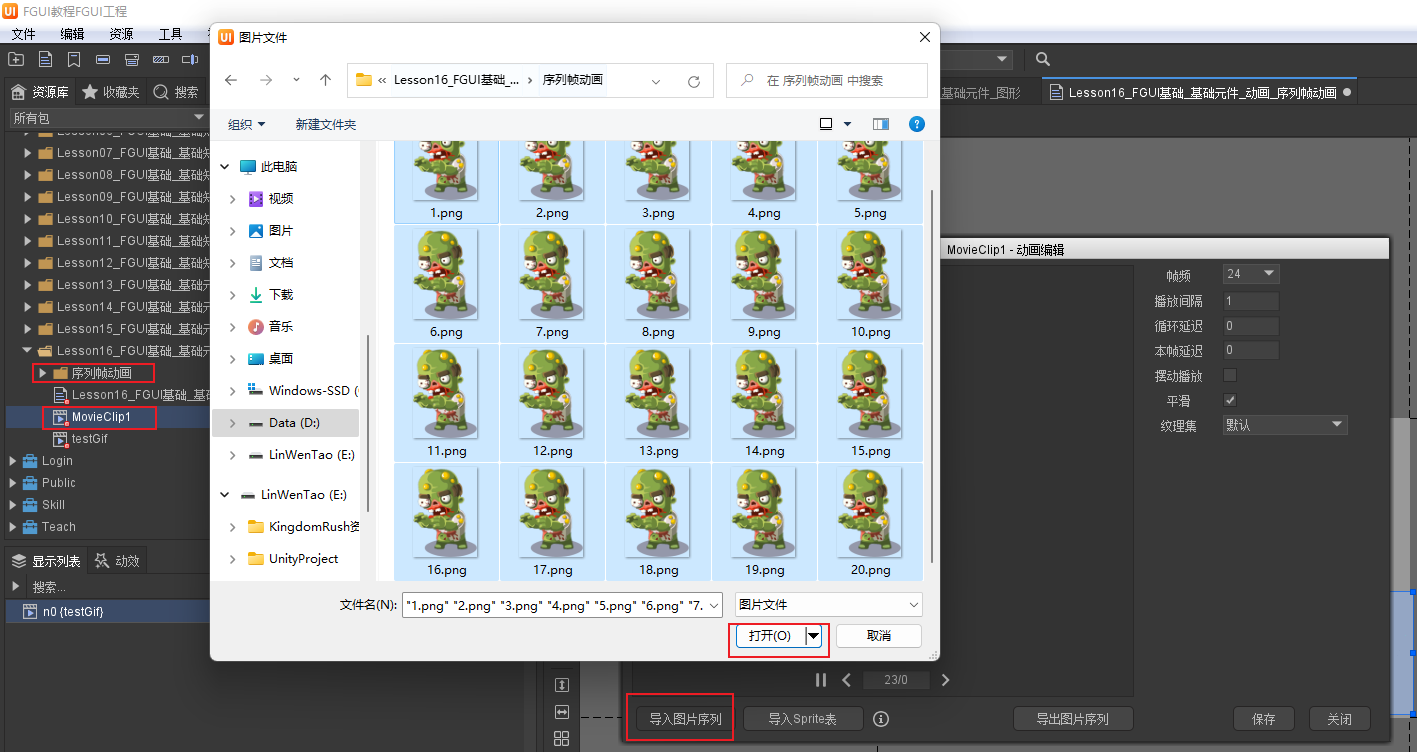 FGUI教程FGUI工程
文件 编辑 资源 工具
图片文件
« Lesson16_FGUI基础_... › 序列帧动画
在 序列帧动画 中搜索
资源库 收藏夹 搜索
基础元件_图形
Lesson16_FGUI基础_基础元件_动画_序列帧动画
所有包
组织 新建文件夹
Lesson07_FGUI基础_基础知
Lesson08_FGUI基础_基础知
Lesson09_FGUI基础_基础知
Lesson10_FGUI基础_基础知
Lesson11_FGUI基础_基础知
Lesson12_FGUI基础_基础知
Lesson13_FGUI基础_基础元
Lesson14_FGUI基础_基础元
Lesson15_FGUI基础_基础元
Lesson16_FGUI基础_基础元
序列帧动画
Lesson16_FGUI基础_基
MovieClip1
testGif
Login
Public
Skill
Teach
显示列表 动效
搜索...
n0 {testGif}
此电脑
视频
图片
文档
下载
音乐
桌面
Windows-SSD (
Data (D:)
LinWenTao (E:)
LinWenTao (E:)
KingdomRush资
UnityProject
1.png 2.png 3.png 4.png 5.png
6.png 7.png 8.png 9.png 10.png
11.png 12.png 13.png 14.png 15.png
16.png 17.png 18.png 19.png 20.png
文件名(N): "1.png" "2.png" "3.png" "4.png" "5.png" "6.png" "7.
图片文件
打开(O) 取消
MovieClip1 - 动画编辑
帧频 24
播放间隔 1
循环延迟 0
本帧延迟 0
摆动播放
平滑
纹理集 默认
23/0
导入图片序列 导入Sprite表 导出图片序列 保存 关闭